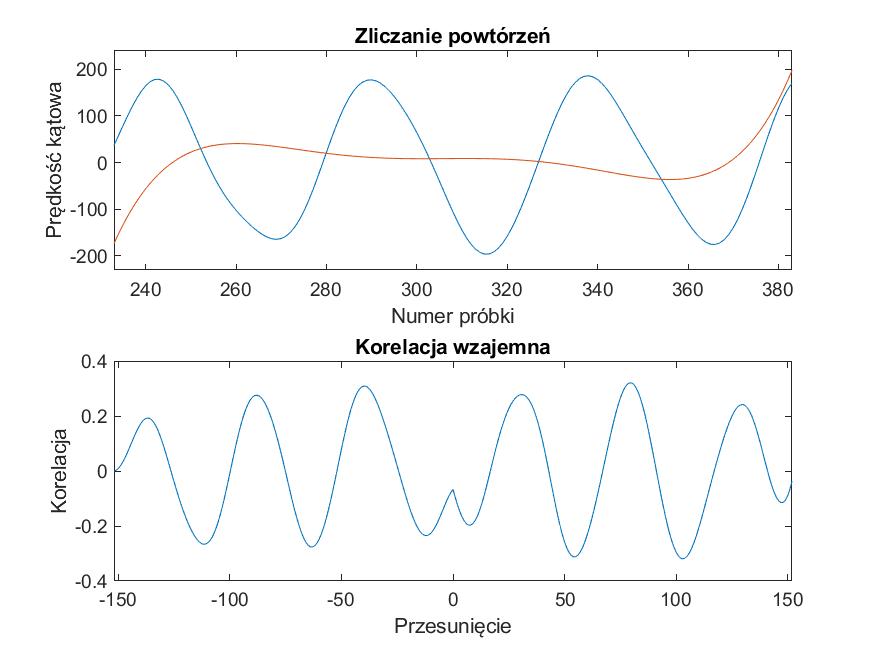 Zliczanie powtórzeń
200
100
0
-100
-200
Prędkość kątowa
240 260 280 300 320 340 360 380
Numer próbki
Korelacja wzajemna
0.4
0.2
0
-0.2
-0.4
Korelacja
-150 -100 -50 0 50 100 150
Przesunięcie